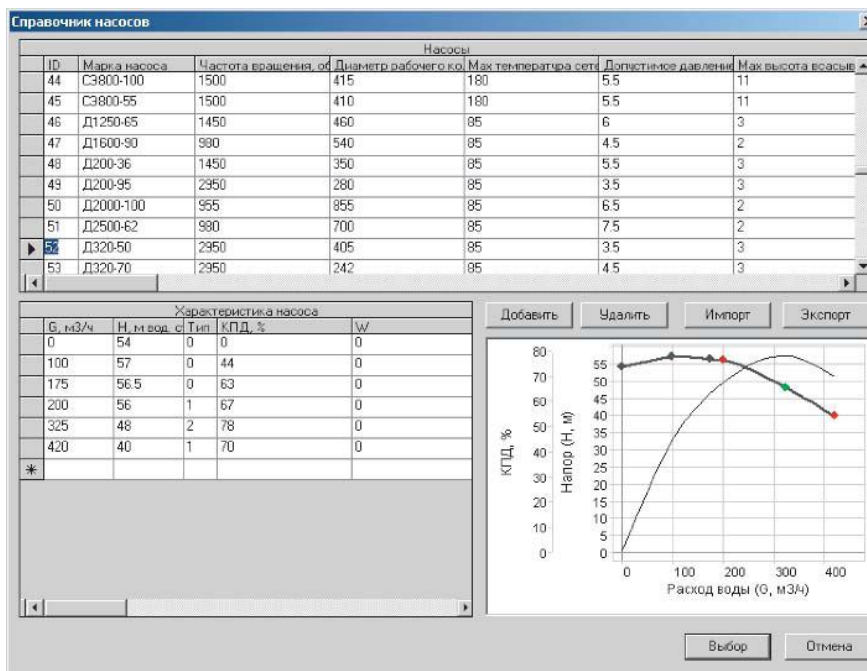 Справочник насосов
Насосы
ID Марка насоса Частота вращения, об Диаметр рабочего ко. Max температура сете Допустимое давление Max высота всасыв
44 СЭ800-100 1500 415 180 5.5 11
45 СЭ800-55 1500 410 180 5.5 11
46 Д1250-65 1450 460 85 6 3
47 Д1600-90 980 540 85 4.5 2
48 Д200-36 1450 350 85 5.5 3
49 Д200-95 2950 280 85 3.5 3
50 Д2000-100 955 855 85 6.5 2
51 Д2500-62 980 700 85 7.5 2
52 Д320-50 2950 405 85 3.5 3
53 Д320-70 2950 242 85 4.5 3
Характеристика насоса
G, м3/ч H, м вод. с Тип КПД, % W
0 54 0 0 0
100 57 0 44 0
175 56.5 0 63 0
200 56 1 67 0
325 48 2 78 0
420 40 1 70 0
Добавить Удалить Импорт Экспорт
КПД, %
80
70
60
50
40
30
20
10
0
Напор (H, м)
55
50
45
40
35
30
25
20
15
10
5
0
0 100 200 300 400
Расход воды (G, м3/ч)
Выбор Отмена